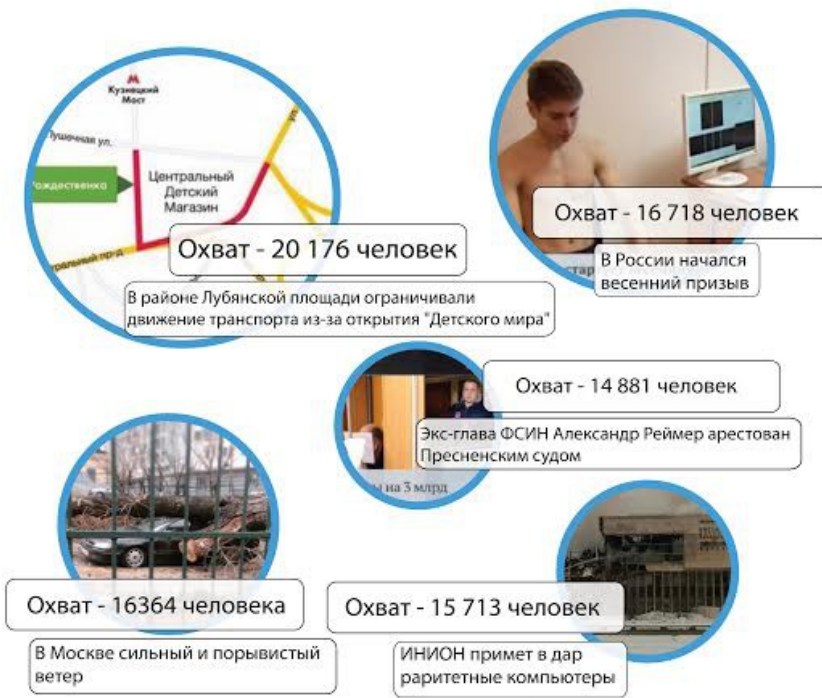 Кузнецкий
Мост
Пушечная ул.
Рождественка
Центральный
Детский
Магазин
ул.
Охват - 20 176 человек
В районе Лубянской площади ограничивали
движение транспорта из-за открытия "Детского мира"
Охват - 16 718 человек
В России начался
весенний призыв
Охват - 14 881 человек
Экс-глава ФСИН Александр Реймер арестован
Пресненским судом
на 3 млрд
Охват - 16364 человека
В Москве сильный и порывистый
ветер
Охват - 15 713 человек
ИНИОН примет в дар
раритетные компьютеры